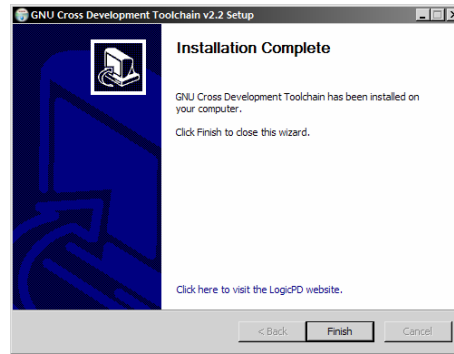 GNU Cross Development Toolchain v2.2 Setup
Installation Complete
GNU Cross Development Toolchain has been installed on
your computer.
Click Finish to close this wizard.
Click here to visit the LogicPD website.
< Back Finish Cancel